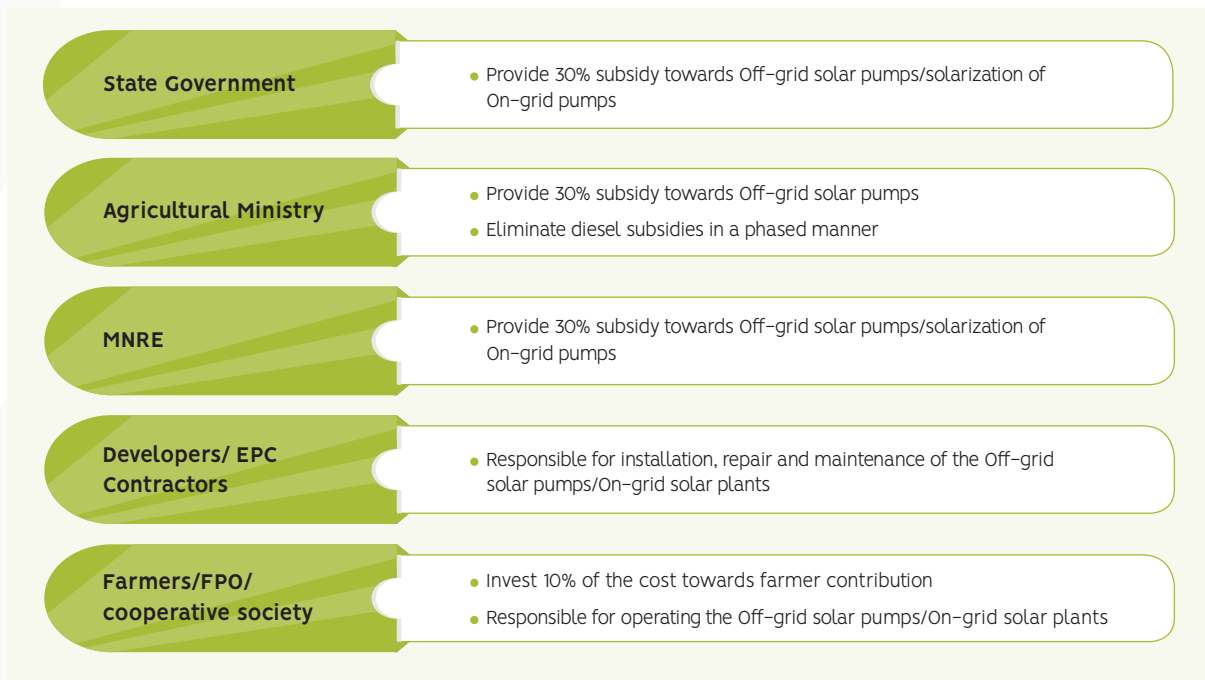 State Government
• Provide 30% subsidy towards Off-grid solar pumps/solarization of
On-grid pumps
Agricultural Ministry
• Provide 30% subsidy towards Off-grid solar pumps
• Eliminate diesel subsidies in a phased manner
MNRE
• Provide 30% subsidy towards Off-grid solar pumps/solarization of
On-grid pumps
Developers/ EPC
Contractors
• Responsible for installation, repair and maintenance of the Off-grid
solar pumps/On-grid solar plants
Farmers/FPO/
cooperative society
• Invest 10% of the cost towards farmer contribution
• Responsible for operating the Off-grid solar pumps/On-grid solar plants